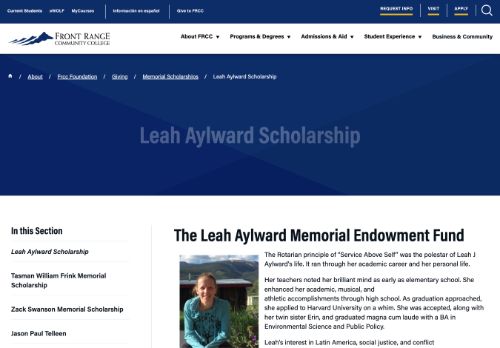 Current Students eWOLF MyCourses Información en español Give to FRCC REQUEST INFO VISIT APPLY
FRONT RANGE
COMMUNITY COLLEGE
About FRCC Programs & Degrees Admissions & Aid Student Experience Business & Community
/ About / Frcc Foundation / Giving / Memorial Scholarships / Leah Aylward Scholarship
Leah Aylward Scholarship
In this Section
Leah Aylward Scholarship
Tasman William Frink Memorial
Scholarship
Zack Swanson Memorial Scholarship
Jason Paul Telleen
The Leah Aylward Memorial Endowment Fund
The Rotarian principle of "Service Above Self" was the polestar of Leah J
Aylward's life. It ran through her academic career and her personal life.
Her teachers noted her brilliant mind as early as elementary school. She
enhanced her academic, musical, and
athletic accomplishments through high school. As graduation approached,
she applied to Harvard University on a whim. She was accepted, along with
her twin sister Erin, and graduated magna cum laude with a BA in
Environmental Science and Public Policy.
Leah's interest in Latin America, social justice, and conflict